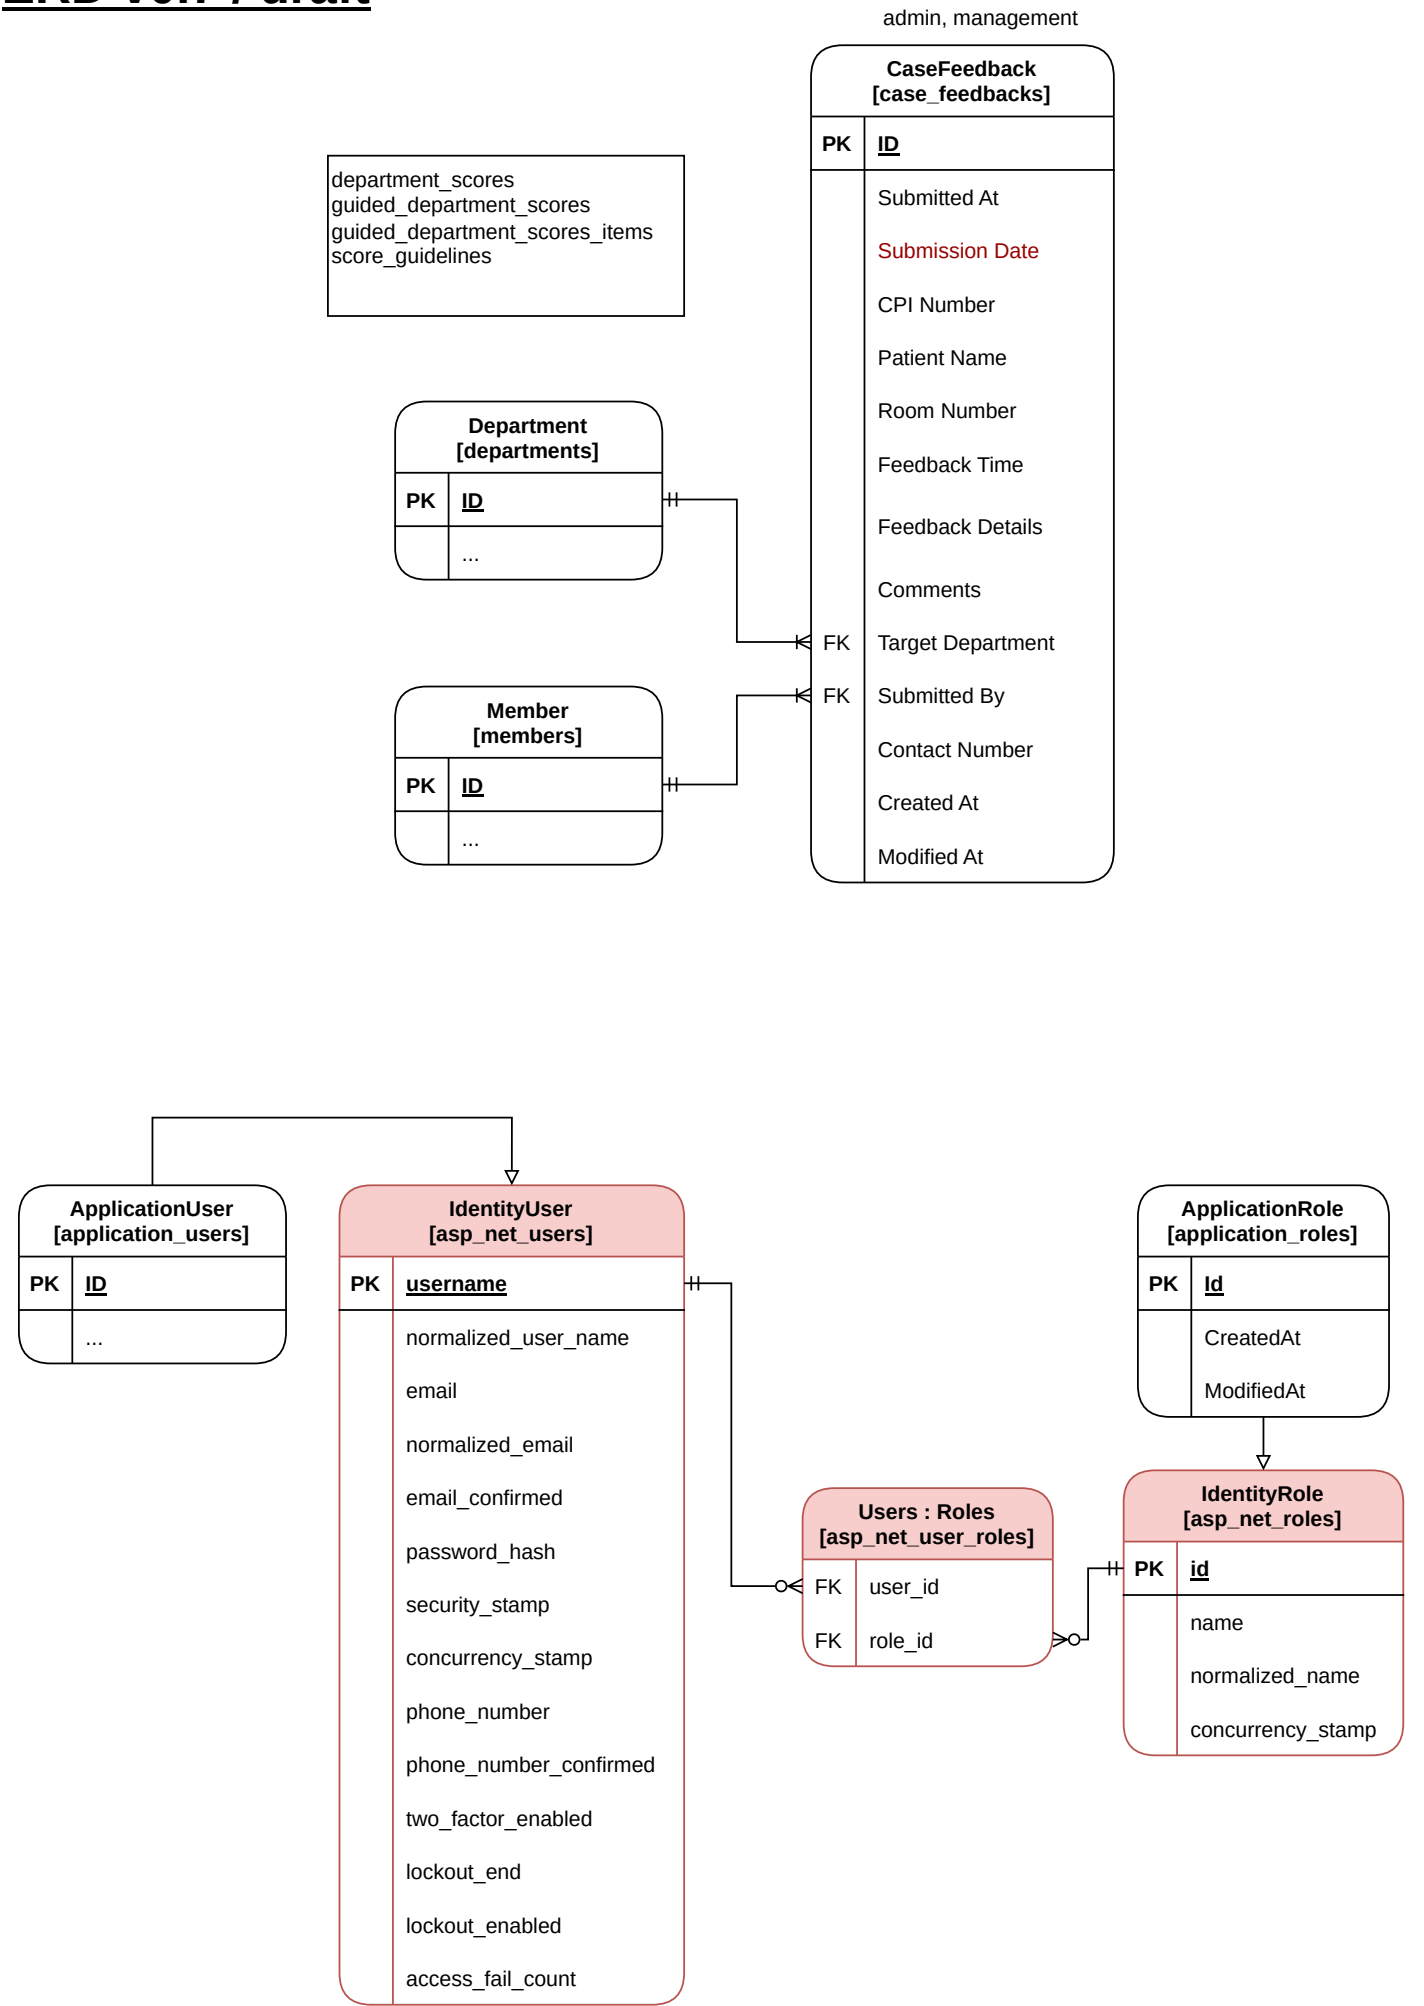 admin, management
CaseFeedback
[case_feedbacks]
PK ID
Submitted At
Submission Date
CPI Number
Patient Name
Room Number
Feedback Time
Feedback Details
Comments
FK Target Department
FK Submitted By
Contact Number
Created At
Modified At
department_scores
guided_department_scores
guided_department_scores_items
score_guidelines
Department
[departments]
PK ID
...
Member
[members]
PK ID
...
ApplicationUser
[application_users]
PK ID
...
IdentityUser
[asp_net_users]
PK username
normalized_user_name
email
normalized_email
email_confirmed
password_hash
security_stamp
concurrency_stamp
phone_number
phone_number_confirmed
two_factor_enabled
lockout_end
lockout_enabled
access_fail_count
Users : Roles
[asp_net_user_roles]
FK user_id
FK role_id
ApplicationRole
[application_roles]
PK Id
CreatedAt
ModifiedAt
IdentityRole
[asp_net_roles]
PK id
name
normalized_name
concurrency_stamp